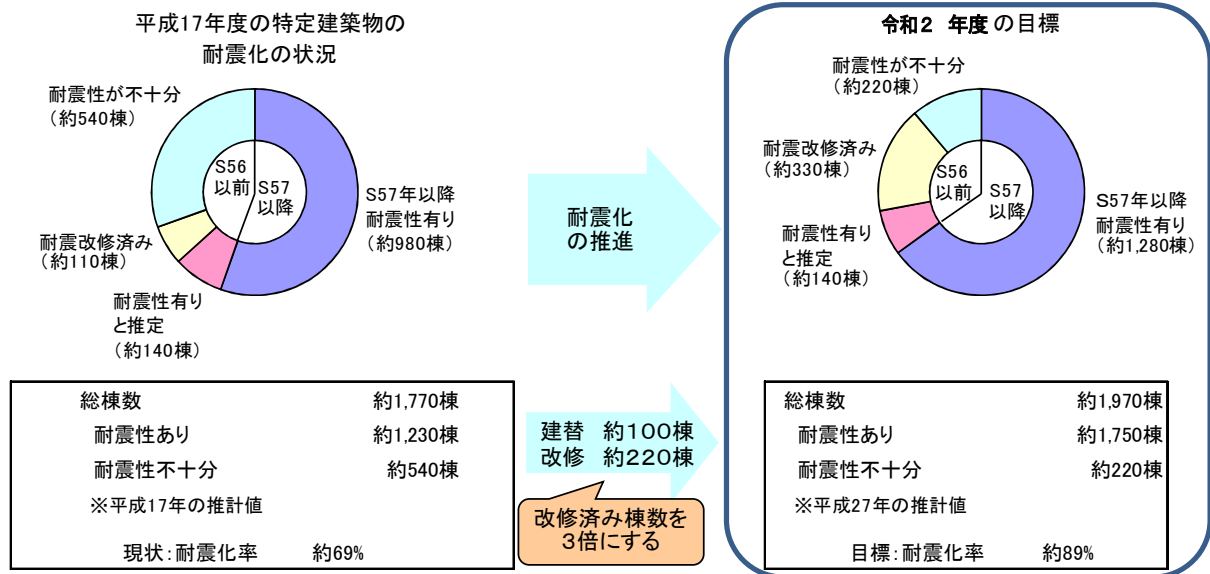 平成17年度の特定建築物の
耐震化の状況
耐震性が不十分
（約540棟）
S56
以前
S57
以降
S57年以降
耐震性有り
（約980棟）
耐震改修済み
（約110棟）
耐震性有り
と推定
（約140棟）
総棟数 約1,770棟
耐震性あり 約1,230棟
耐震性不十分 約540棟
※平成17年の推計値
現状：耐震化率 約69%
耐震化
の推進
建替 約１００棟
改修 約２２０棟
改修済み棟数を
３倍にする
令和２ 年度の目標
耐震性が不十分
（約220棟）
耐震改修済み
（約330棟）
S56
以前
S57
以降
S57年以降
耐震性有り
（約1,280棟）
耐震性有り
と推定
（約140棟）
総棟数 約1,970棟
耐震性あり 約1,750棟
耐震性不十分 約220棟
※平成27年の推計値
目標：耐震化率 約89%